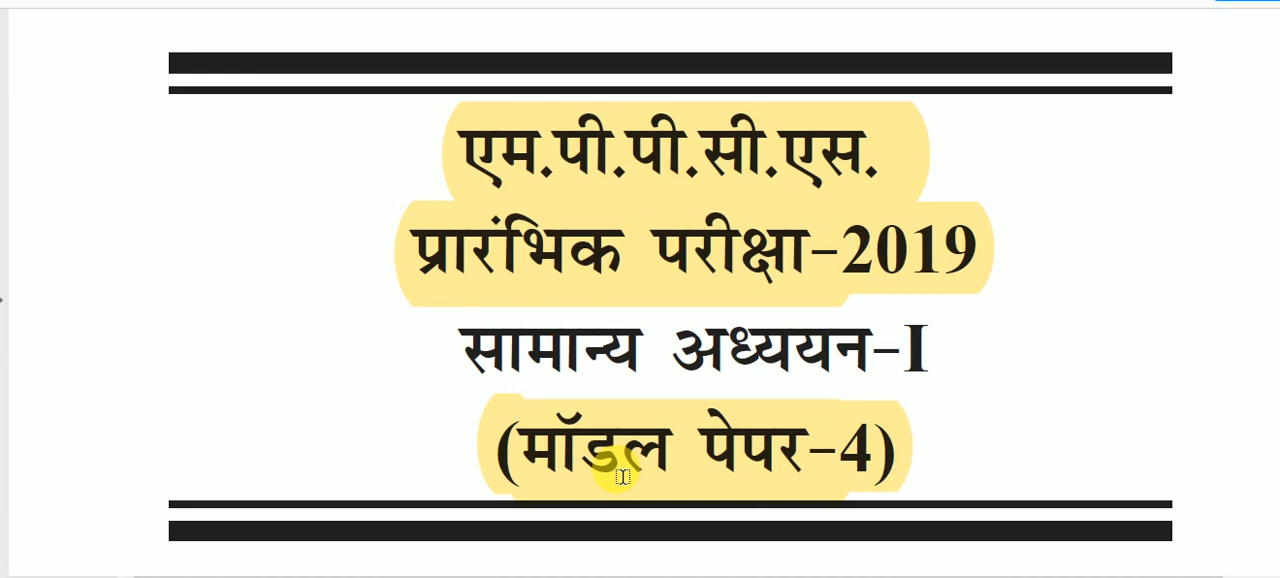 एम.पी.पी.सी.एस.
प्रारंभिक परीक्षा-2019
सामान्य अध्ययन-I
(मॉडल पेपर-4)